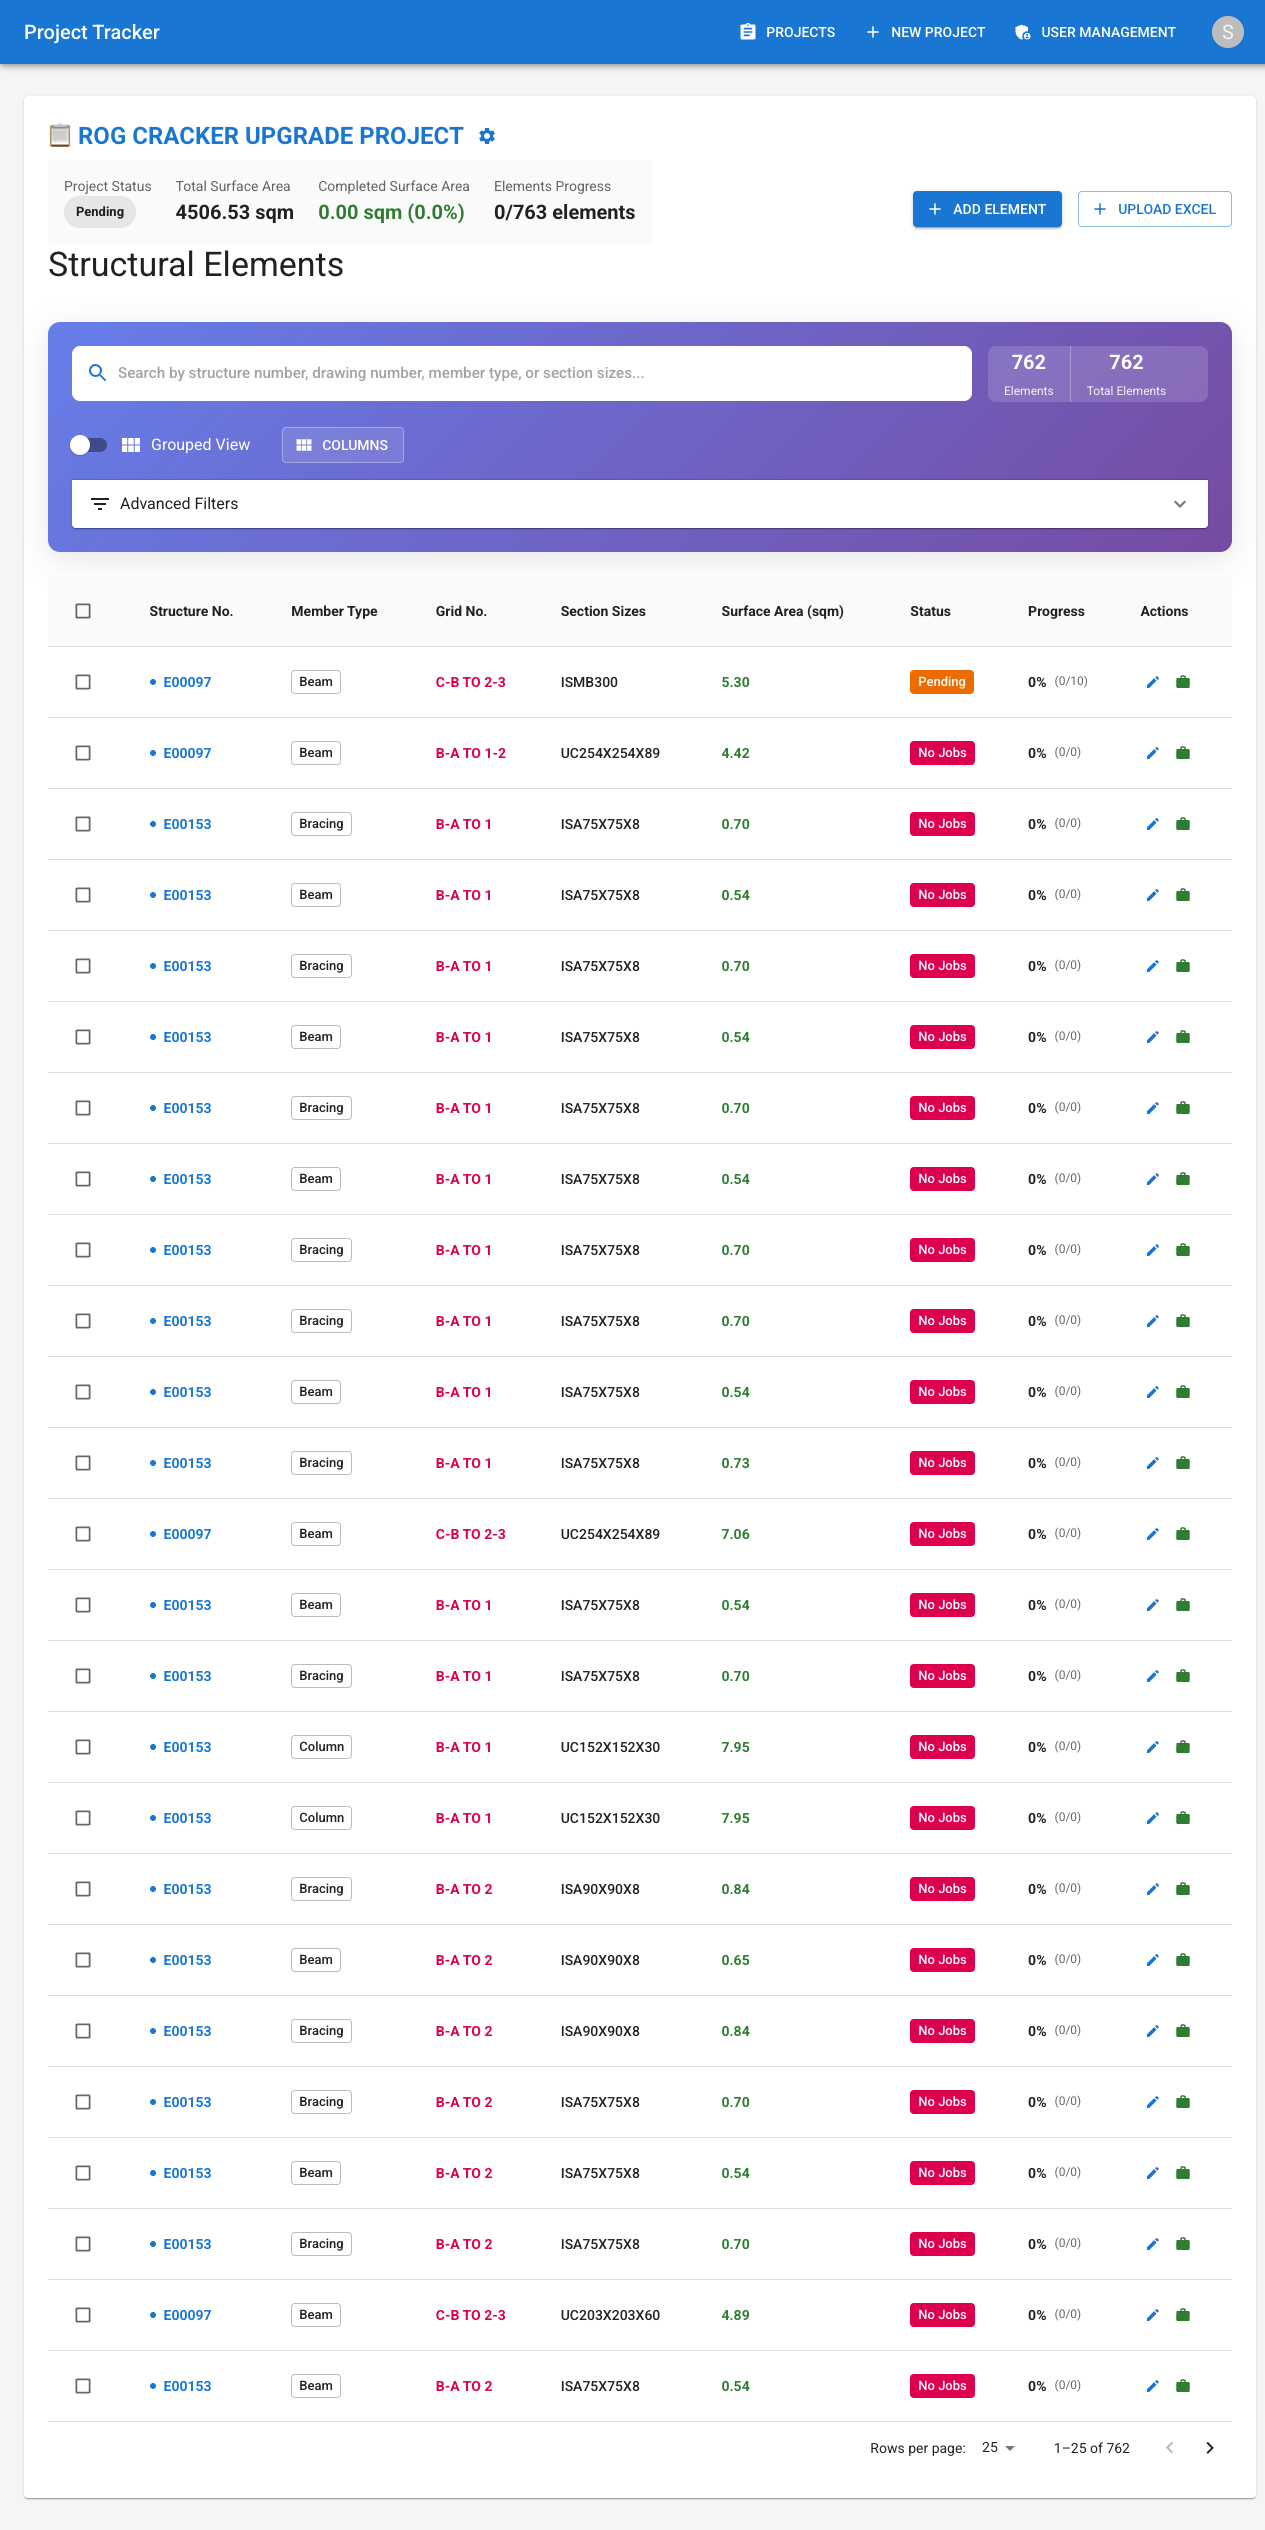 Project Tracker PROJECTS NEW PROJECT USER MANAGEMENT S
ROG CRACKER UPGRADE PROJECT
Project Status Total Surface Area Completed Surface Area Elements Progress
Pending 4506.53 sqm 0.00 sqm (0.0%) 0/763 elements
ADD ELEMENT UPLOAD EXCEL
Structural Elements
Search by structure number, drawing number, member type, or section sizes... 762 762
Elements Total Elements
Grouped View COLUMNS
Advanced Filters
Structure No. Member Type Grid No. Section Sizes Surface Area (sqm) Status Progress Actions
• E00097 Beam C-B TO 2-3 ISMB300 5.30 Pending 0% (0/10)
• E00097 Beam B-A TO 1-2 UC254X254X89 4.42 No Jobs 0% (0/0)
• E00153 Bracing B-A TO 1 ISA75X75X8 0.70 No Jobs 0% (0/0)
• E00153 Beam B-A TO 1 ISA75X75X8 0.54 No Jobs 0% (0/0)
• E00153 Bracing B-A TO 1 ISA75X75X8 0.70 No Jobs 0% (0/0)
• E00153 Beam B-A TO 1 ISA75X75X8 0.54 No Jobs 0% (0/0)
• E00153 Bracing B-A TO 1 ISA75X75X8 0.70 No Jobs 0% (0/0)
• E00153 Beam B-A TO 1 ISA75X75X8 0.54 No Jobs 0% (0/0)
• E00153 Bracing B-A TO 1 ISA75X75X8 0.70 No Jobs 0% (0/0)
• E00153 Bracing B-A TO 1 ISA75X75X8 0.70 No Jobs 0% (0/0)
• E00153 Beam B-A TO 1 ISA75X75X8 0.54 No Jobs 0% (0/0)
• E00153 Bracing B-A TO 1 ISA75X75X8 0.73 No Jobs 0% (0/0)
• E00097 Beam C-B TO 2-3 UC254X254X89 7.06 No Jobs 0% (0/0)
• E00153 Beam B-A TO 1 ISA75X75X8 0.54 No Jobs 0% (0/0)
• E00153 Bracing B-A TO 1 ISA75X75X8 0.70 No Jobs 0% (0/0)
• E00153 Column B-A TO 1 UC152X152X30 7.95 No Jobs 0% (0/0)
• E00153 Column B-A TO 1 UC152X152X30 7.95 No Jobs 0% (0/0)
• E00153 Bracing B-A TO 2 ISA90X90X8 0.84 No Jobs 0% (0/0)
• E00153 Beam B-A TO 2 ISA90X90X8 0.65 No Jobs 0% (0/0)
• E00153 Bracing B-A TO 2 ISA90X90X8 0.84 No Jobs 0% (0/0)
• E00153 Bracing B-A TO 2 ISA75X75X8 0.70 No Jobs 0% (0/0)
• E00153 Beam B-A TO 2 ISA75X75X8 0.54 No Jobs 0% (0/0)
• E00153 Bracing B-A TO 2 ISA75X75X8 0.70 No Jobs 0% (0/0)
• E00097 Beam C-B TO 2-3 UC203X203X60 4.89 No Jobs 0% (0/0)
• E00153 Beam B-A TO 2 ISA75X75X8 0.54 No Jobs 0% (0/0)
Rows per page: 25 1–25 of 762